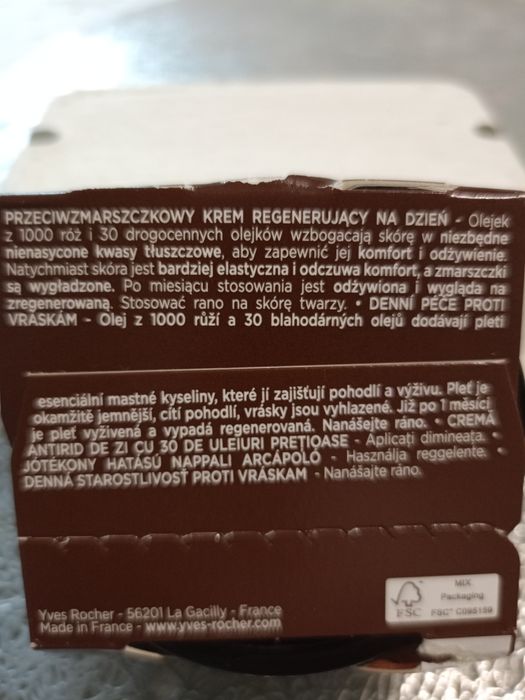 PRZECIWZMARSZCZKOWY KREM REGENERUJĄCY NA DZIEŃ - Olejek
z 1000 róż i 30 drogocennych olejków wzbogacają skórę w niezbędne
nienasycone kwasy tłuszczowe, aby zapewnić jej komfort i odżywienie.
Natychmiast skóra jest bardziej elastyczna i odczuwa komfort, a zmarszczki
są wygładzone. Po miesiącu stosowania jest odżywiona i wygląda na
zregenerowaną. Stosować rano na skórę twarzy. • DENNÍ PÉČE PROTI
VRÁSKÁM - Olej z 1000 růží a 30 blahodárných olejů dodávají pleti
esenciální mastné kyseliny, které jí zajišťují pohodlí a výživu. Pleť je
okamžitě jemnější, cítí pohodlí, vrásky jsou vyhlazené. Již po 1 měsíci
je pleť vyživená a vypadá regenerovaná. Nanášejte ráno. • CREMĂ
ANTIRID DE ZI CU 30 DE ULEIURI PREȚIOASE - Aplicați dimineața. •
JÓTÉKONY HATÁSÚ NAPPALI ARCÁPOLÓ - Használja reggelente. •
DENNÁ STAROSTLIVOSŤ PROTI VRÁSKAM - Nanášajte ráno.
Yves Rocher - 56201 La Gacilly - France
Made in France - www.yves-rocher.com
FSC
MIX
Packaging
FSC® C095159